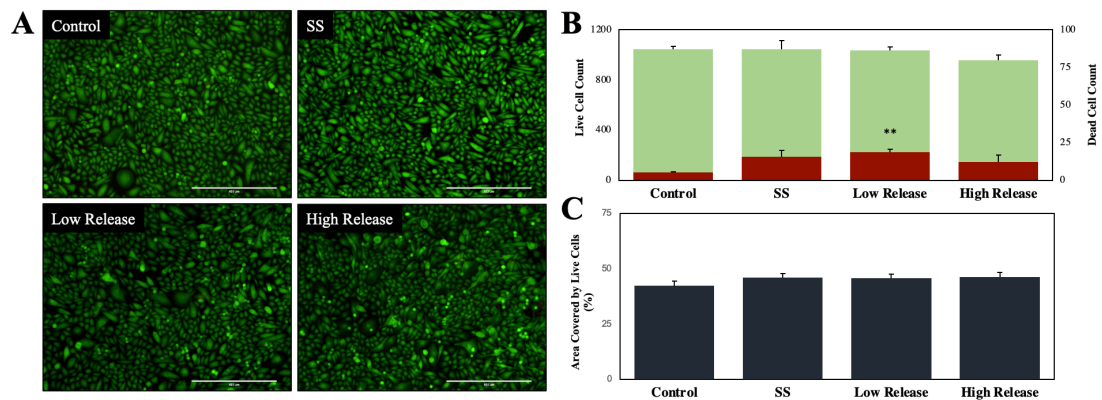 A
Control
SS
Low Release
High Release
B
1200
800
400
0
Live Cell Count
100
75
50
25
0
Dead Cell Count
**
Control
SS
Low Release
High Release
C
75
50
25
0
Area Covered by Live Cells
(%)
Control
SS
Low Release
High Release